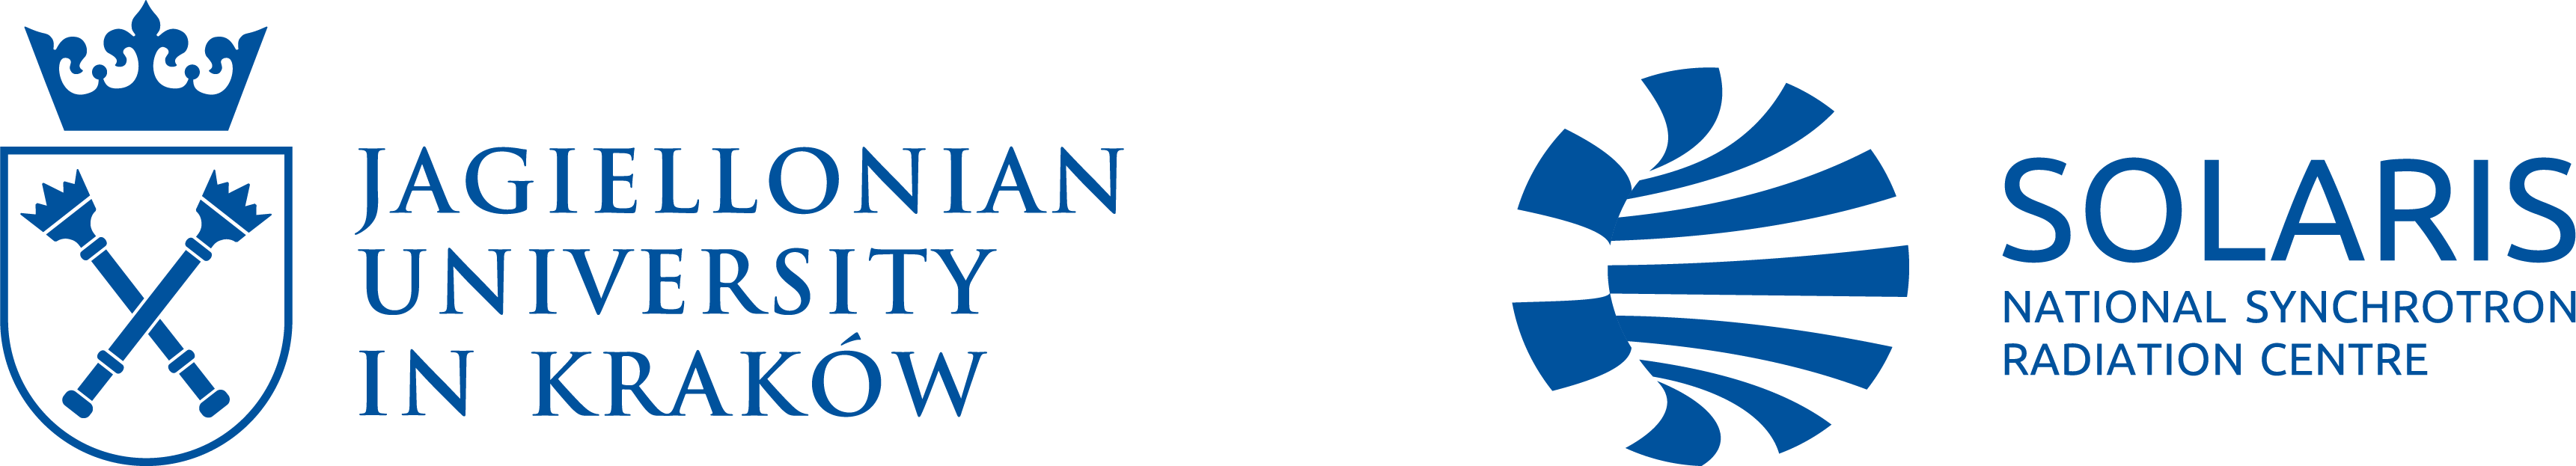 JAGIELLONIAN
UNIVERSITY
IN KRAKÓW
SOLARIS
NATIONAL SYNCHROTRON
RADIATION CENTRE